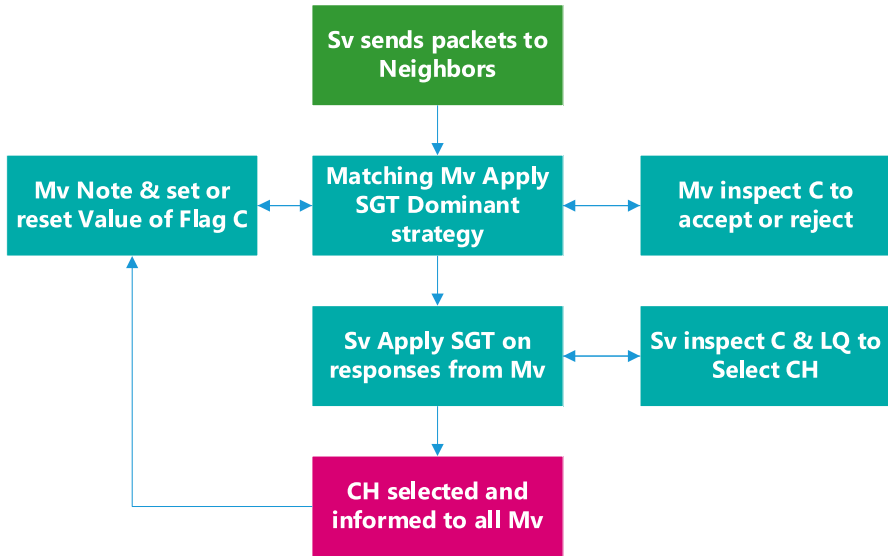 Sv sends packets to
Neighbors
Mv Note & set or
reset Value of Flag C
Matching Mv Apply
SGT Dominant
strategy
Mv inspect C to
accept or reject
Sv Apply SGT on
responses from Mv
Sv inspect C & LQ to
Select CH
CH selected and
informed to all Mv